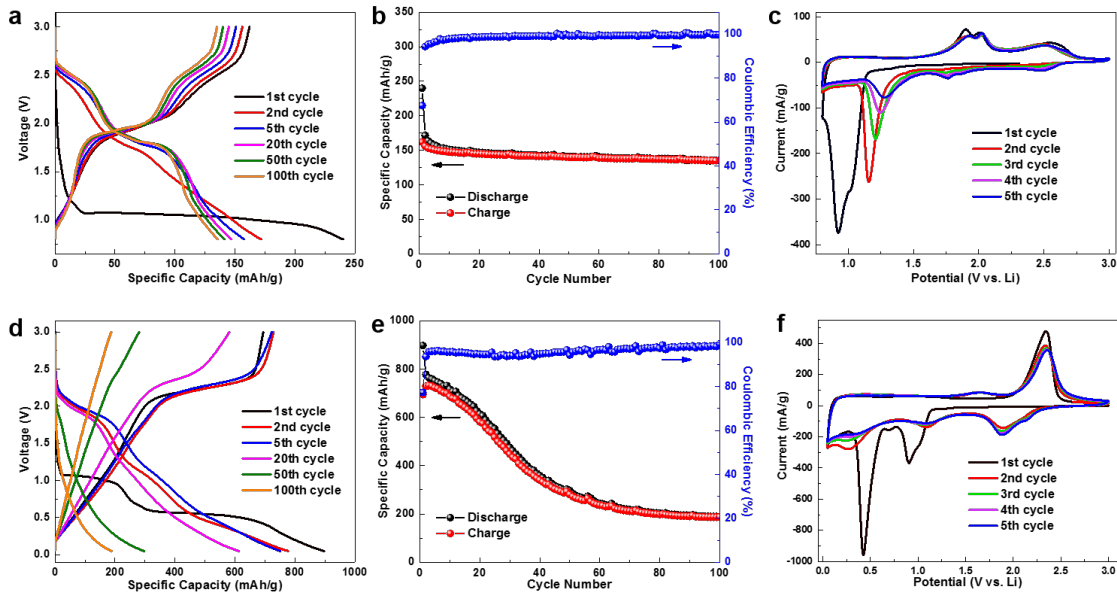 a
3.0
2.5
2.0
1.5
1.0
Voltage (V)
0
50
100
150
200
250
Specific Capacity (mAh/g)
1st cycle
2nd cycle
5th cycle
20th cycle
50th cycle
100th cycle
b
350
300
250
200
150
100
50
0
Specific Capacity (mAh/g)
0
20
40
60
80
100
Cycle Number
100
80
60
40
20
0
Coulombic Efficiency (%)
Discharge
Charge
c
100
0
-100
-200
-300
-400
Current (mA/g)
1.0
1.5
2.0
2.5
3.0
Potential (V vs. Li)
1st cycle
2nd cycle
3rd cycle
4th cycle
5th cycle
d
3.0
2.5
2.0
1.5
1.0
0.5
0.0
Voltage (V)
0
200
400
600
800
1000
Specific Capacity (mAh/g)
1st cycle
2nd cycle
5th cycle
20th cycle
50th cycle
100th cycle
e
1000
800
600
400
200
0
Specific Capacity (mAh/g)
0
20
40
60
80
100
Cycle Number
100
80
60
40
20
0
Coulombic Efficiency (%)
Discharge
Charge
f
400
200
0
-200
-400
-600
-800
-1000
Current (mA/g)
0.0
0.5
1.0
1.5
2.0
2.5
3.0
Potential (V vs. Li)
1st cycle
2nd cycle
3rd cycle
4th cycle
5th cycle